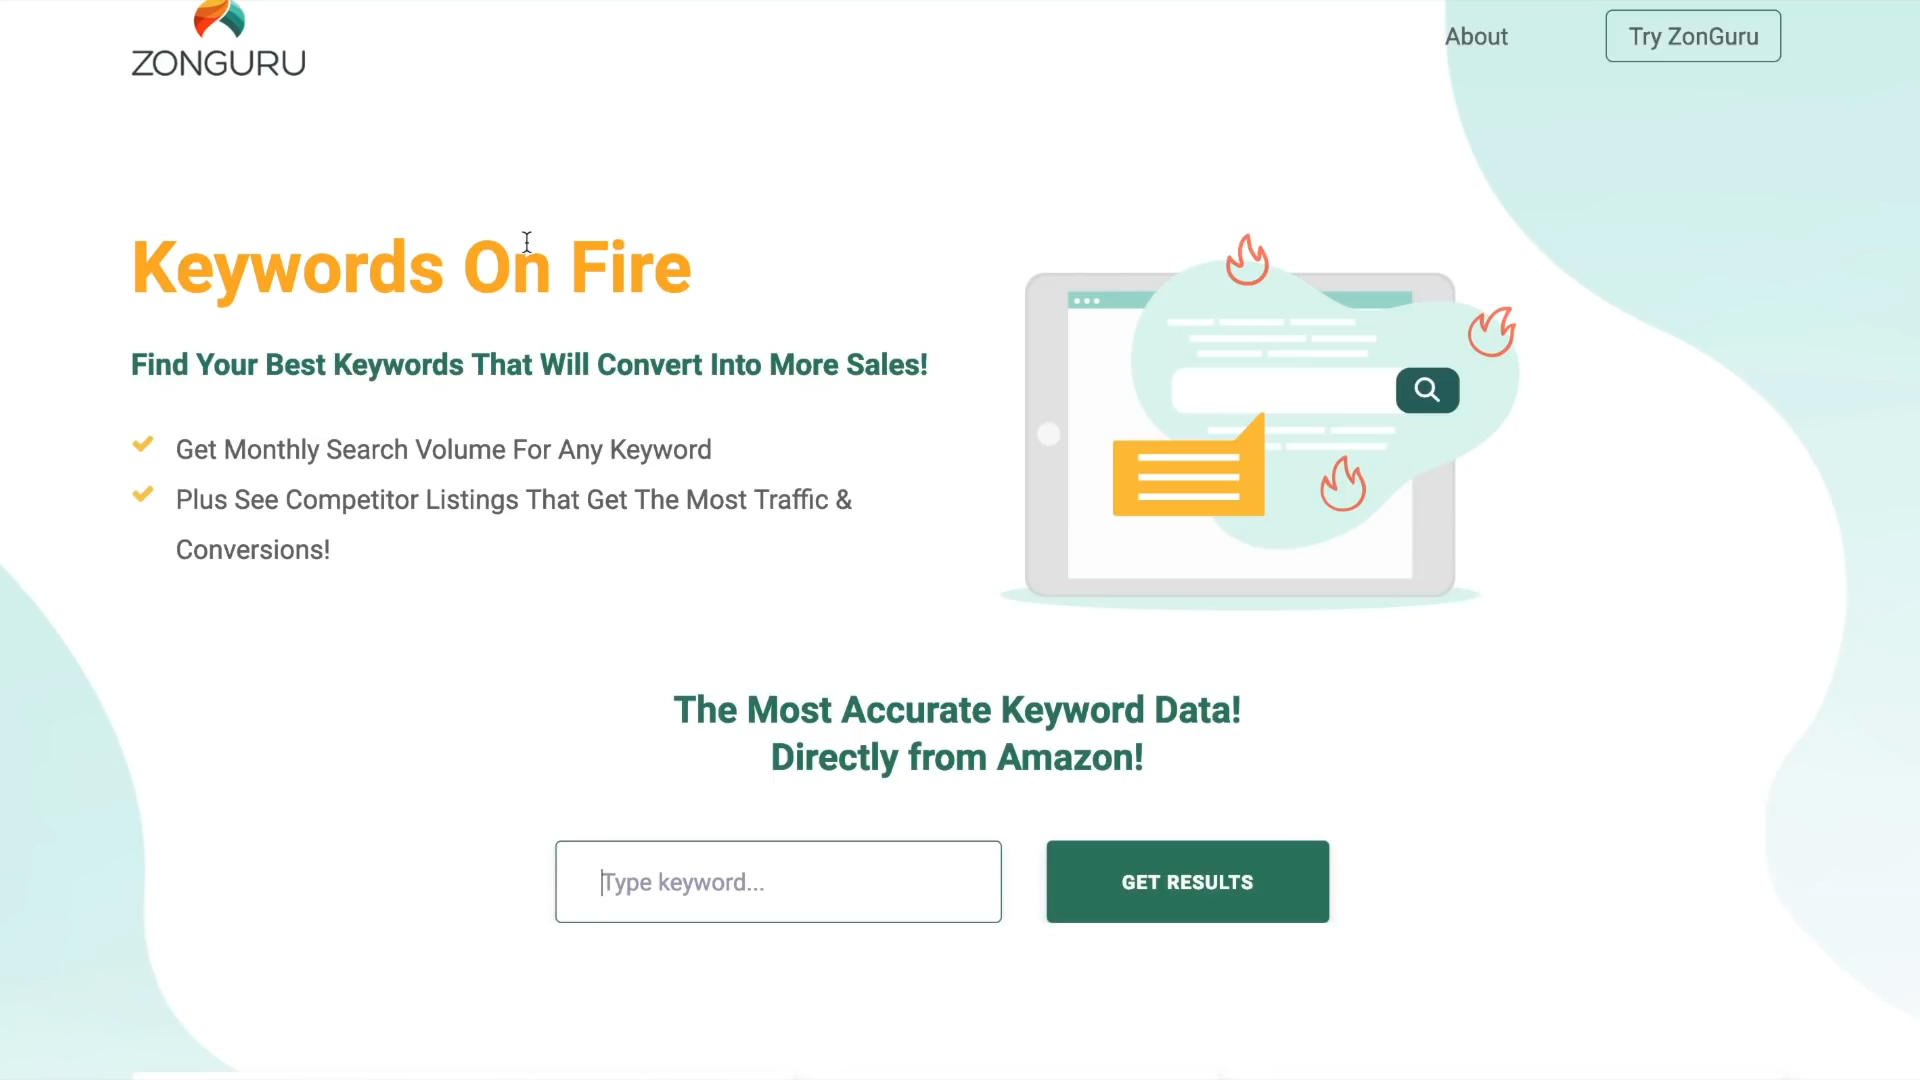 ZONGURU
About
Try ZonGuru
Keywords On Fire
Find Your Best Keywords That Will Convert Into More Sales!
Get Monthly Search Volume For Any Keyword
Plus See Competitor Listings That Get The Most Traffic &
Conversions!
The Most Accurate Keyword Data!
Directly from Amazon!
Type keyword...
GET RESULTS